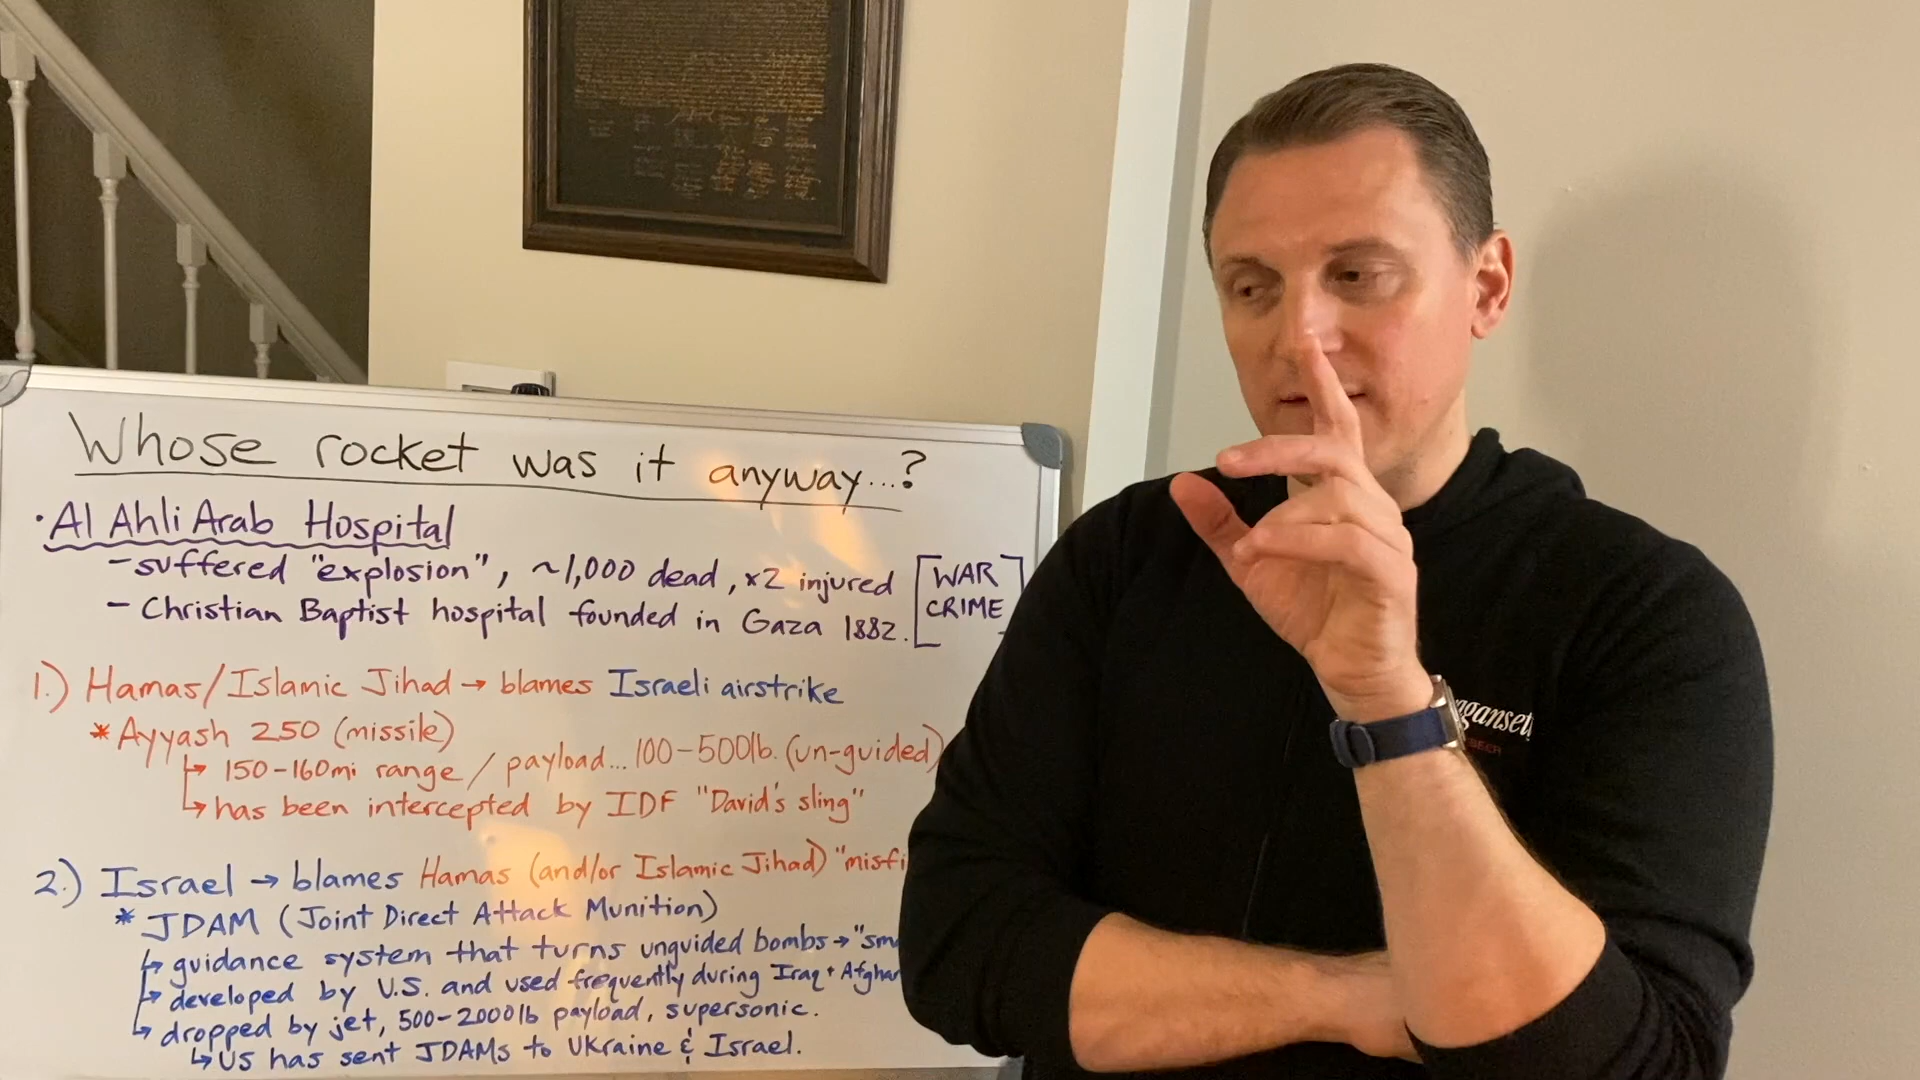 Whose rocket was it anyway...?
· Al Ahli Arab Hospital
- suffered "explosion", ~1,000 dead, x2 injured
- Christian Baptist hospital founded in Gaza 1882.
[WAR
CRIME]
1.) Hamas/Islamic Jihad → blames Israeli airstrike
* Ayyash 250 (missile)
↳ 150-160mi range / payload... 100-500lb. (un-guided)
↳ has been intercepted by IDF "David's sling"
2.) Israel → blames Hamas (and/or Islamic Jihad) "misfi
* JDAM (Joint Direct Attack Munition)
↳ guidance system that turns unguided bombs → "sm
↳ developed by U.S. and used frequently during Iraq + Afghan
↳ dropped by jet, 500-2000lb payload, supersonic.
↳ US has sent JDAMs to Ukraine & Israel.
gansett
BEER